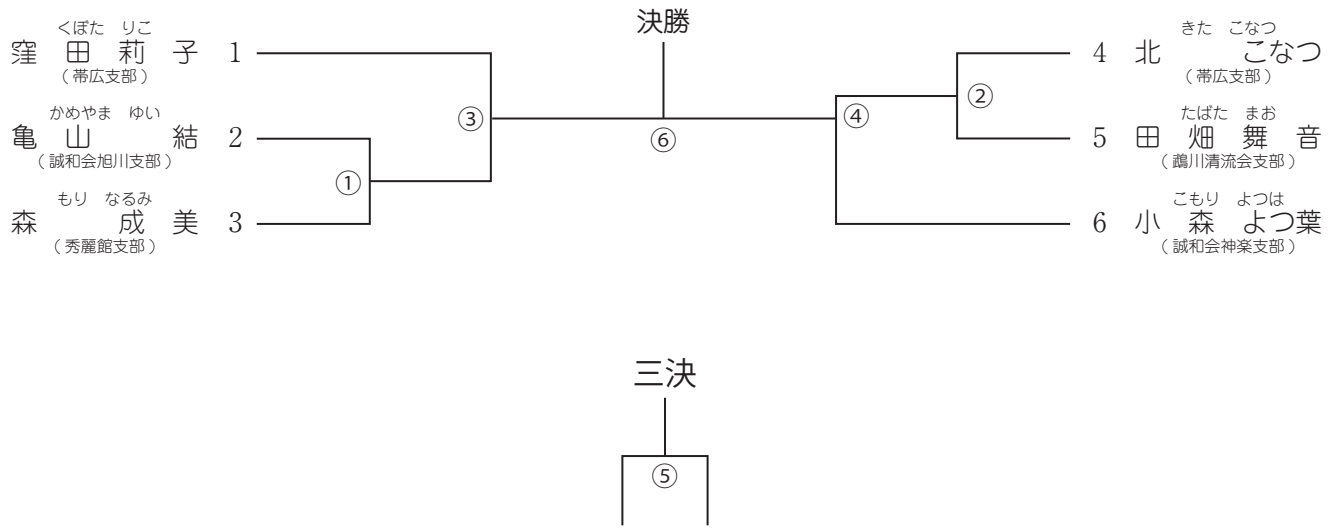 決勝
くぼた りこ
窪田莉子 1
（帯広支部）
かめやま ゆい
亀山 結 2
（誠和会旭川支部）
もり なるみ
森 成美 3
（秀麗館支部）
①
③
⑥
④
②
きた こなつ
4 北 こなつ
（帯広支部）
たばた まお
5 田畑舞音
（鵡川清流会支部）
こもり よつは
6 小森よつ葉
（誠和会神楽支部）
三決
⑤